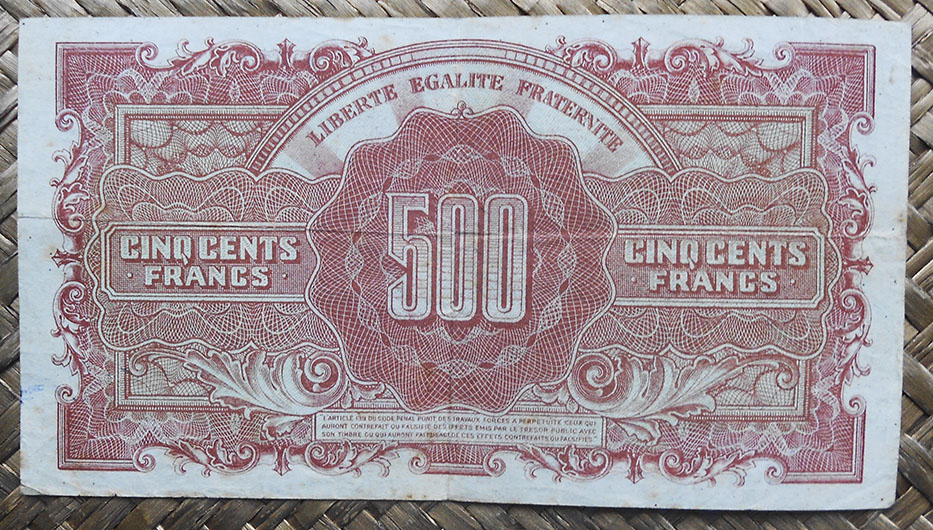 LIBERTE EGALITE FRATERNITE
500
CINQ CENTS
FRANCS
CINQ CENTS
FRANCS
L'ARTICLE 139 DU CODE PENAL PUNIT DES TRAVAUX FORCES A PERPETUITE CEUX QUI
AURONT CONTREFAIT OU FALSIFIE DES EFFETS EMIS PAR LE TRESOR PUBLIC AVEC
SON TIMBRE OU QUI AURONT FAIT USAGE DE CES EFFETS CONTREFAITS OU FALSIFIES